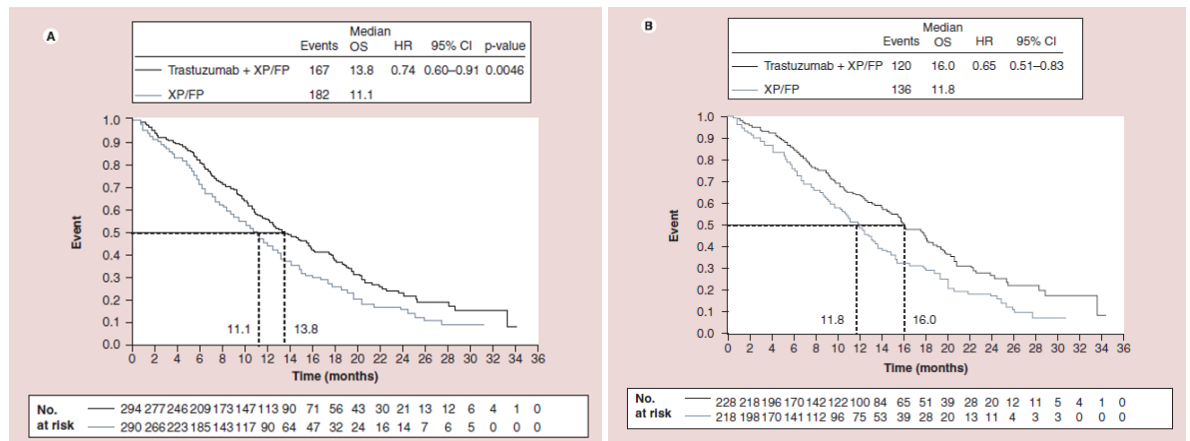 A
Median
Events OS HR 95% CI p-value
Trastuzumab + XP/FP 167 13.8 0.74 0.60–0.91 0.0046
XP/FP 182 11.1
1.0
0.9
0.8
0.7
0.6
0.5
0.4
0.3
0.2
0.1
0.0
Event
11.1 13.8
0 2 4 6 8 10 12 14 16 18 20 22 24 26 28 30 32 34 36
Time (months)
No.
at risk
294 277 246 209 173 147 113 90 71 56 43 30 21 13 12 6 4 1 0
290 266 223 185 143 117 90 64 47 32 24 16 14 7 6 5 0 0 0
B
Median
Events OS HR 95% CI
Trastuzumab + XP/FP 120 16.0 0.65 0.51–0.83
XP/FP 136 11.8
1.0
0.9
0.8
0.7
0.6
0.5
0.4
0.3
0.2
0.1
0.0
Event
11.8 16.0
0 2 4 6 8 10 12 14 16 18 20 22 24 26 28 30 32 34 36
Time (months)
No.
at risk
228 218 196 170 142 122 100 84 65 51 39 28 20 12 11 5 4 1 0
218 198 170 141 112 96 75 53 39 28 20 13 11 4 3 3 0 0 0